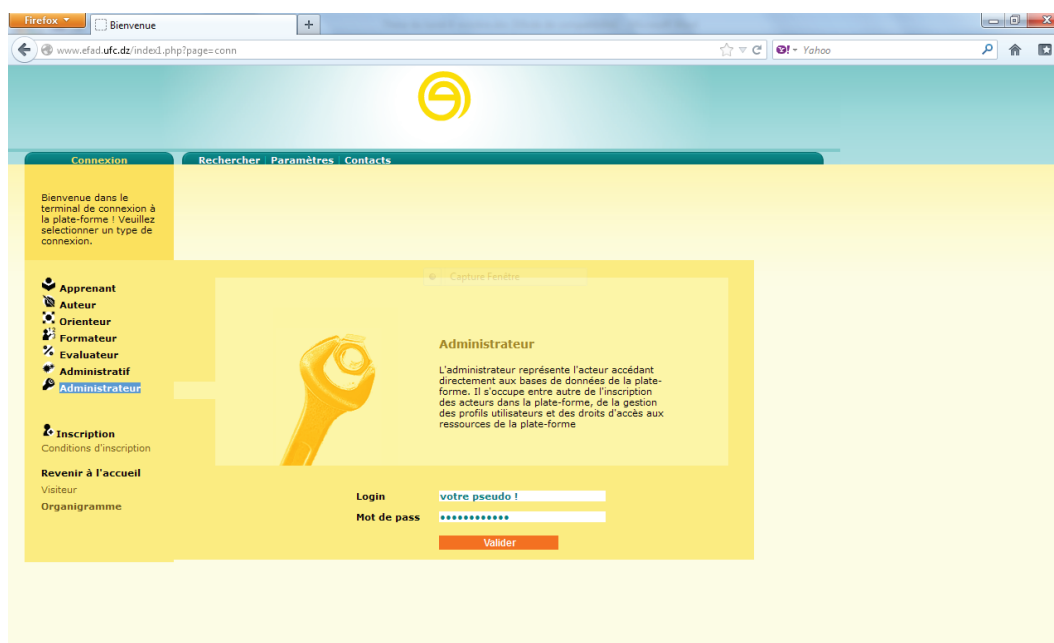 Firefox
Bienvenue
www.efad.ufc.dz/index1.php?page=conn
Yahoo
Connexion
Rechercher | Paramètres | Contacts
Bienvenue dans le
terminal de connexion à
la plate-forme ! Veuillez
selectionner un type de
connexion.
Capture Fenêtre
Apprenant
Auteur
Orienteur
Formateur
Evaluateur
Administratif
Administrateur
Administrateur
L'administrateur représente l'acteur accédant
directement aux bases de données de la plate-
forme. Il s'occupe entre autre de l'inscription
des acteurs dans la plate-forme, de la gestion
des profils utilisateurs et des droits d'accès aux
ressources de la plate-forme
Inscription
Conditions d'inscription
Revenir à l'accueil
Visiteur
Organigramme
Login
votre pseudo !
Mot de pass
••••••••••••
Valider